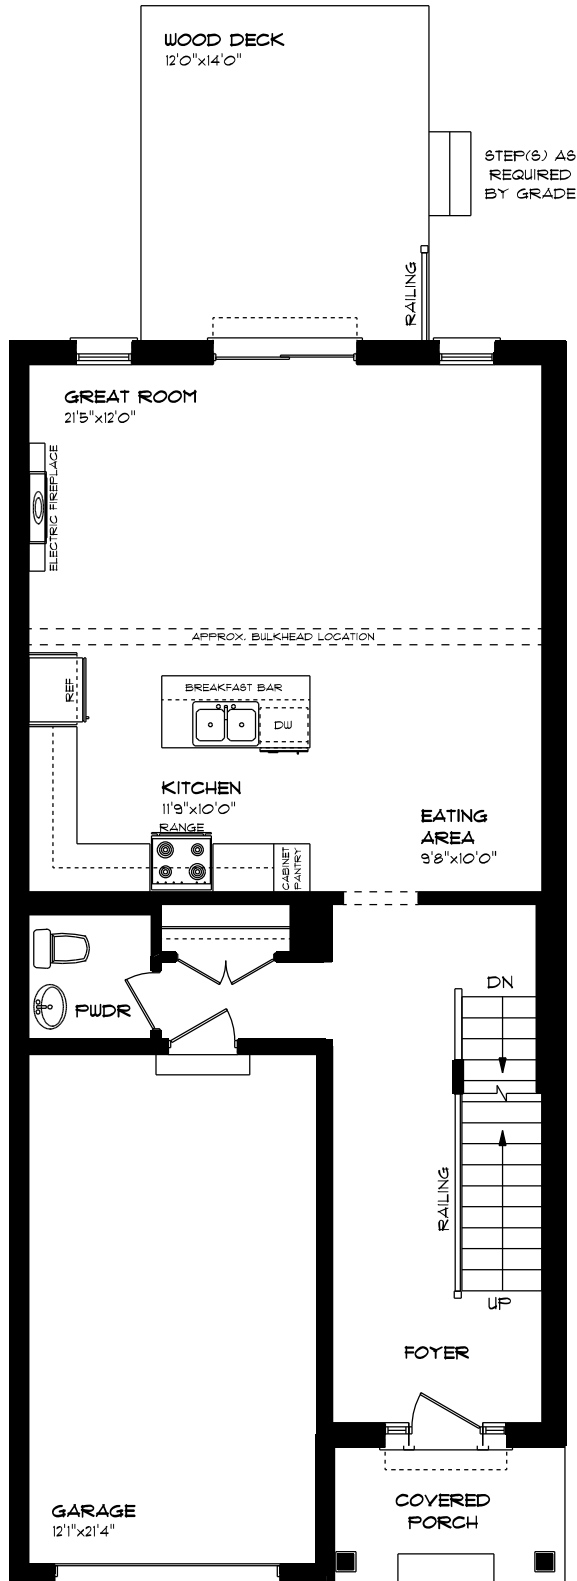 WOOD DECK
12'0"x14'0"
STEP(S) AS
REQUIRED
BY GRADE
RAILING
GREAT ROOM
21'5"x12'0"
ELECTRIC FIREPLACE
APPROX. BULKHEAD LOCATION
REF
BREAKFAST BAR
DW
KITCHEN
11'9"x10'0"
RANGE
CABINET
PANTRY
EATING
AREA
9'8"x10'0"
PWDR
DN
RAILING
UP
FOYER
GARAGE
12'1"x21'4"
COVERED
PORCH